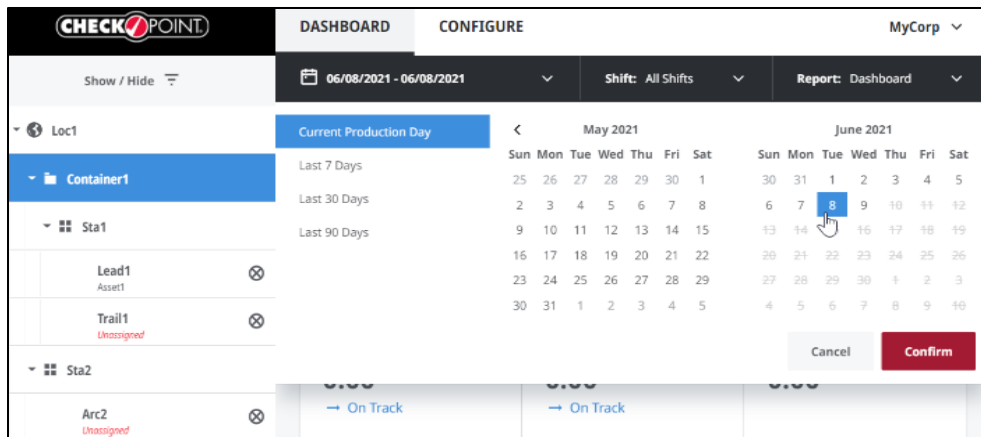 CHECKPOINT.
DASHBOARD
CONFIGURE
MyCorp
Show / Hide
06/08/2021 - 06/08/2021
Shift: All Shifts
Report: Dashboard
Loc1
Container1
Sta1
Lead1
Asset1
Trail1
Unassigned
Sta2
Arc2
Unassigned
Current Production Day
Last 7 Days
Last 30 Days
Last 90 Days
May 2021
Sun Mon Tue Wed Thu Fri Sat
25 26 27 28 29 30 1
2 3 4 5 6 7 8
9 10 11 12 13 14 15
16 17 18 19 20 21 22
23 24 25 26 27 28 29
30 31 1 2 3 4 5
June 2021
Sun Mon Tue Wed Thu Fri Sat
30 31 1 2 3 4 5
6 7 8 9 10 11 12
13 14 16 17 18 19
20 21 22 23 24 25 26
27 28 29 30 1 2 3
4 5 6 7 8 9 10
Cancel
Confirm
→ On Track
→ On Track